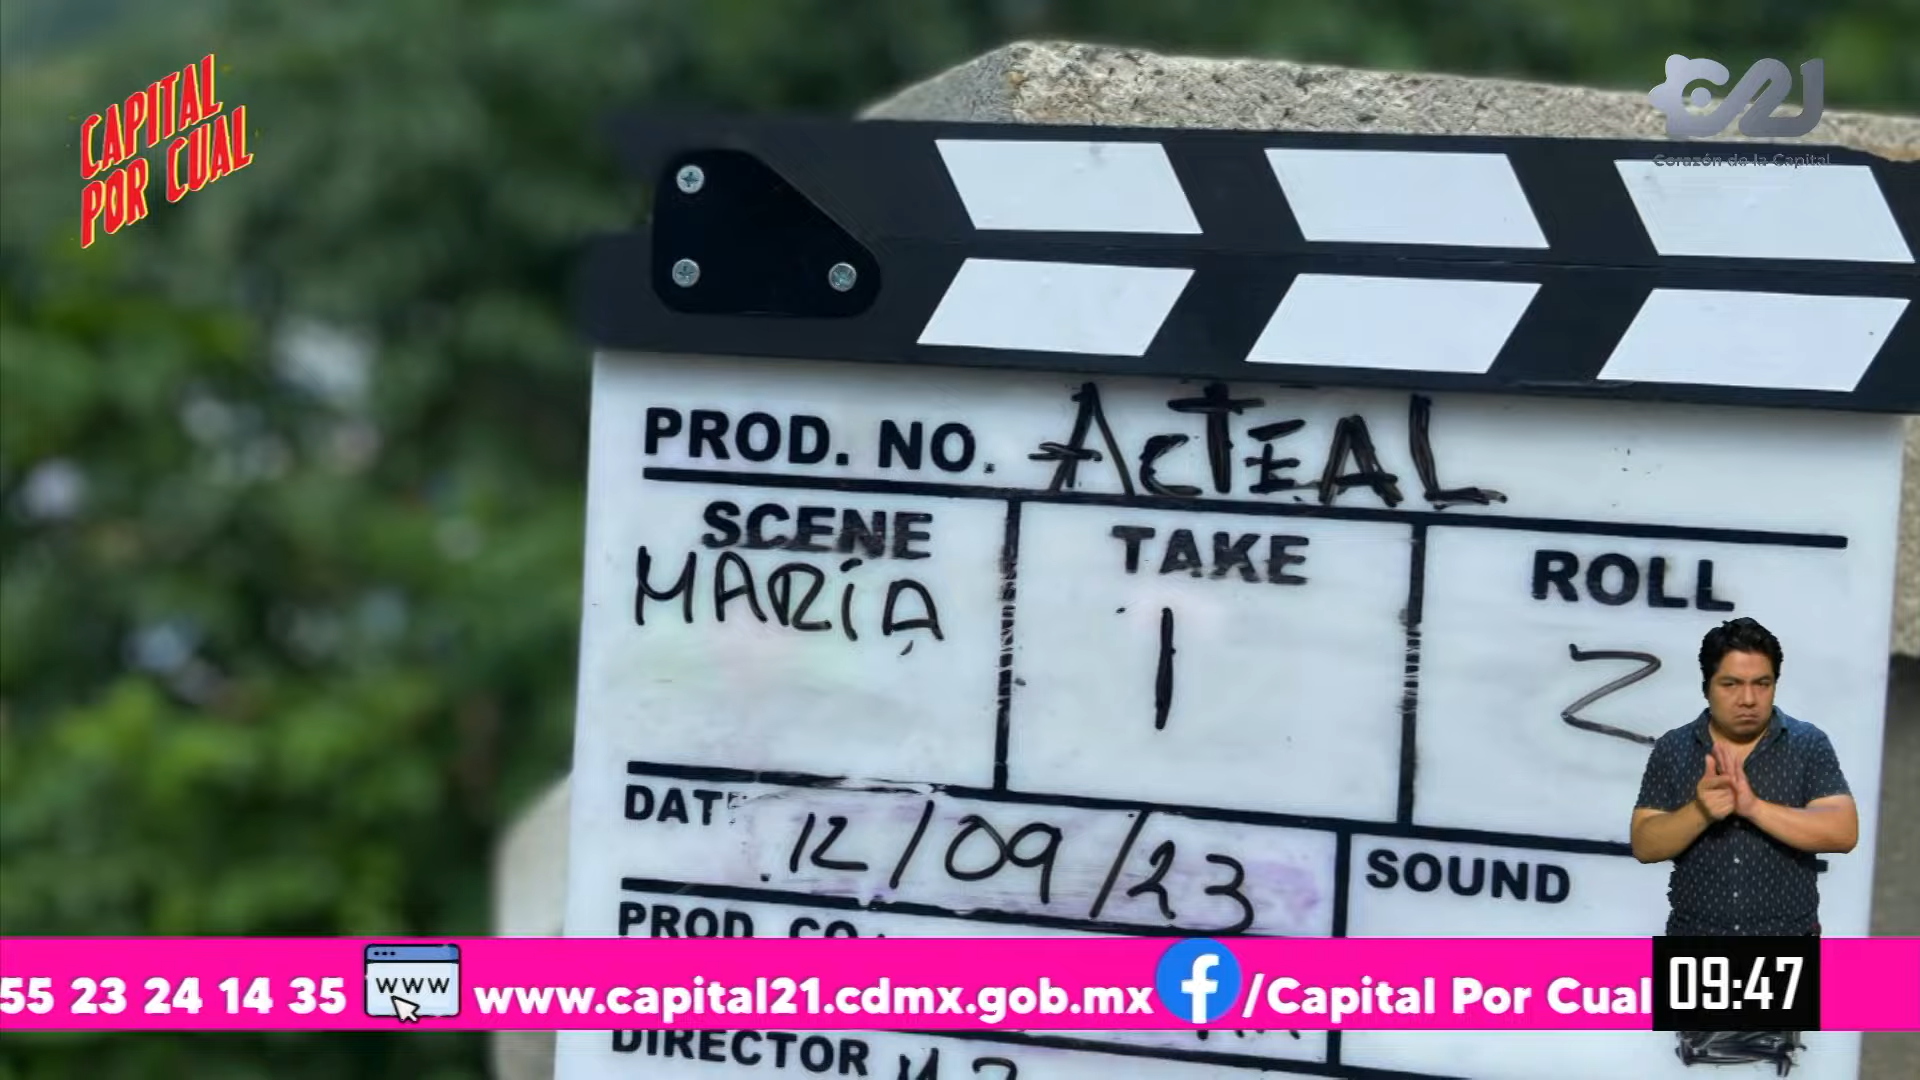 CAPITAL
POR CUAL
C21
Corazón de la Capital
PROD. NO. ACTEAL
SCENE
MARÍA
TAKE
1
ROLL
2
DAT
12/09/23
SOUND
PROD. CO.
55 23 24 14 35 www www.capital21.cdmx.gob.mx f /Capital Por Cual 09:47
DIRECTOR